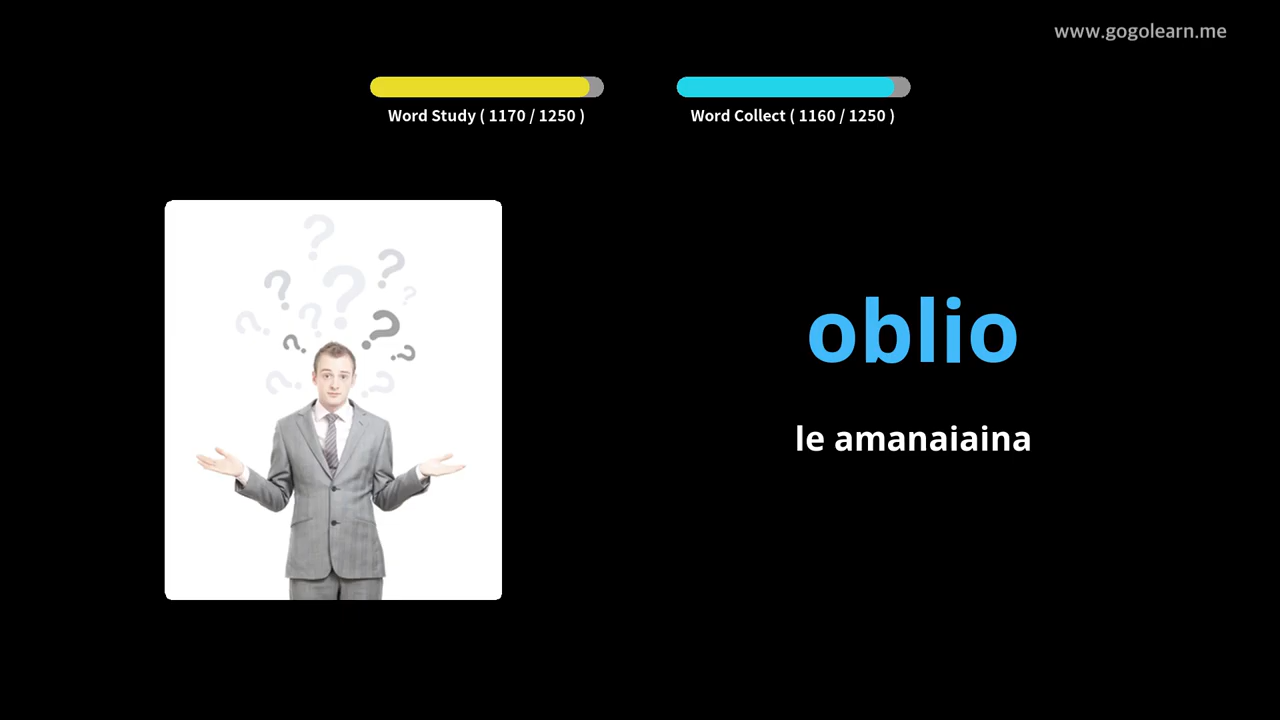 www.gogolearn.me
Word Study ( 1170 / 1250 )
Word Collect ( 1160 / 1250 )
oblio
le amanaiaina